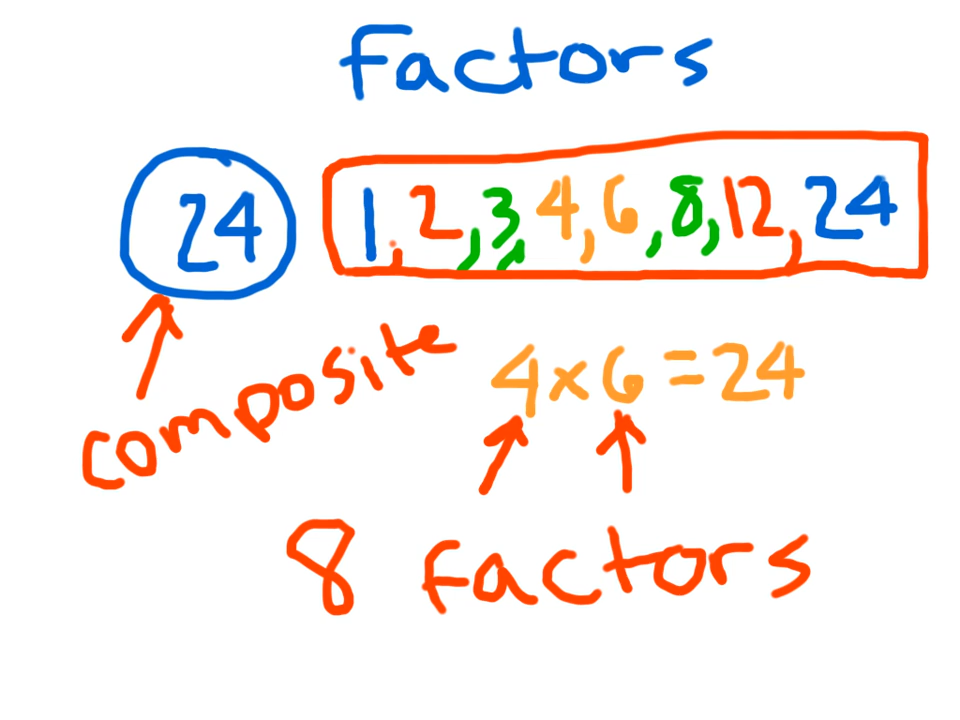 Factors
24 1, 2, 3, 4, 6, 8, 12, 24
composite
4 x 6 = 24
8 factors